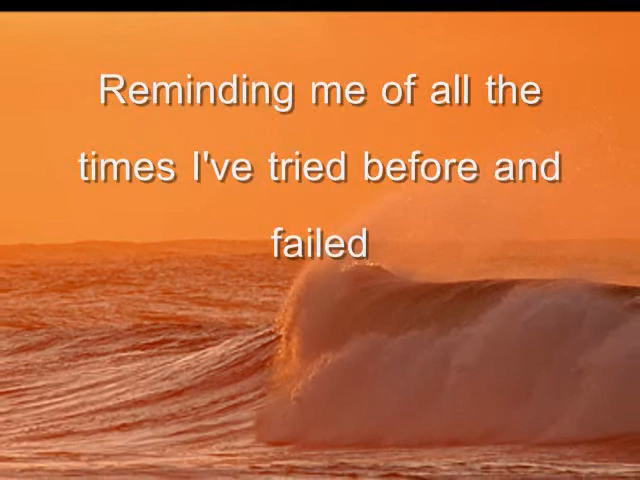 Reminding me of all the
times I've tried before and
failed